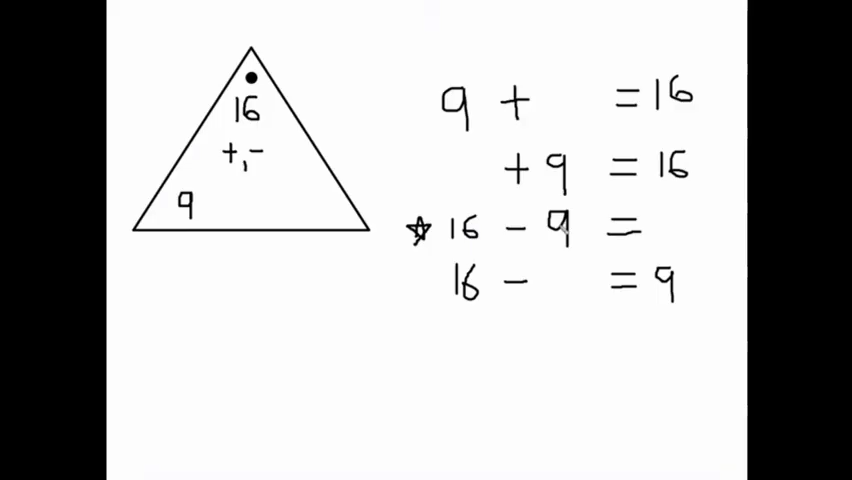 16
+,-
9
9 + = 16
+ 9 = 16
☆ 16 - 9 =
16 - = 9